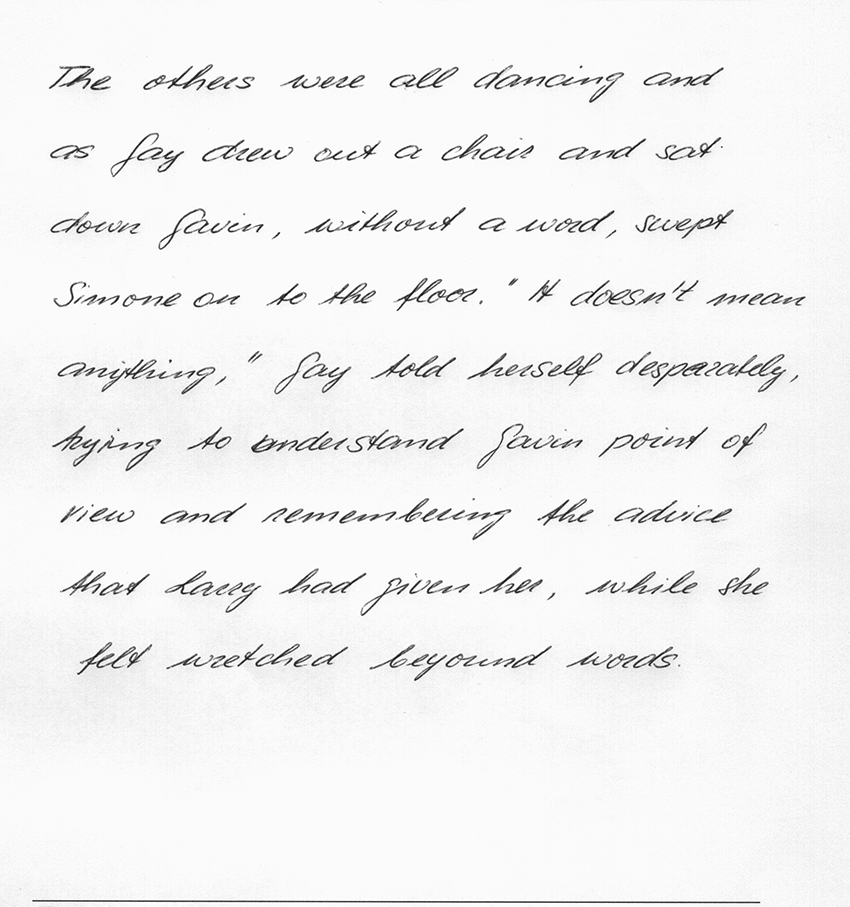 The others were all dancing and
as Gay drew out a chair and sat
down Gavin, without a word, swept
Simone on to the floor. "It doesn't mean
anything," Gay told herself desparately,
trying to understand Gavin point of
view and remembering the advice
that Larry had given her, while she
felt wretched beyound words.